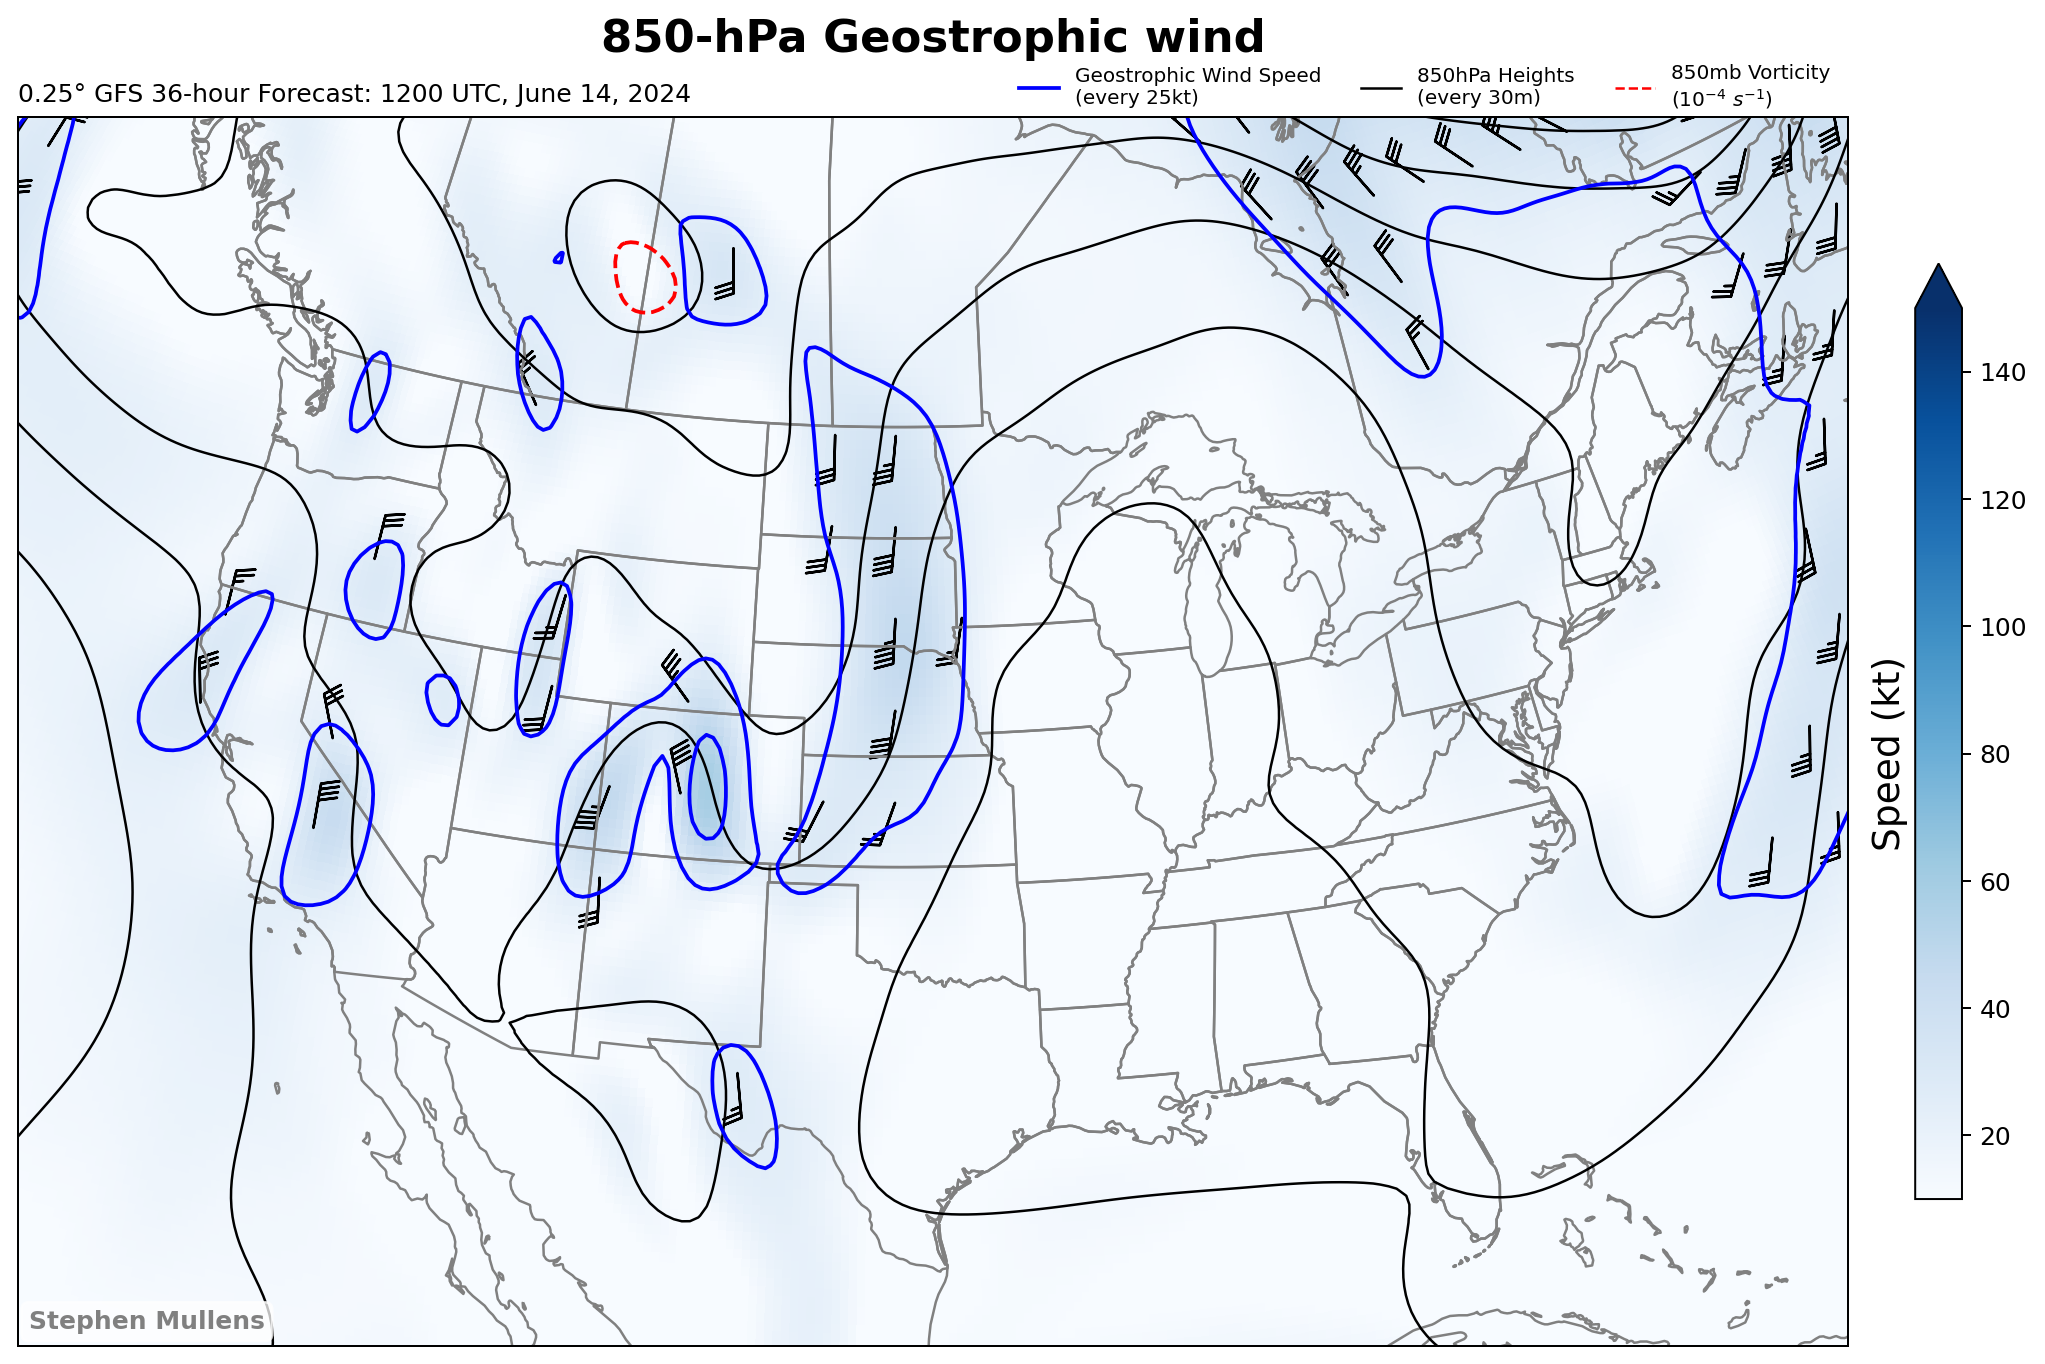 850-hPa Geostrophic wind
0.25° GFS 36-hour Forecast: 1200 UTC, June 14, 2024
Geostrophic Wind Speed
(every 25kt)
850hPa Heights
(every 30m)
850mb Vorticity
(10⁻⁴ s⁻¹)
140
120
100
80
60
40
20
Speed (kt)
Stephen Mullens